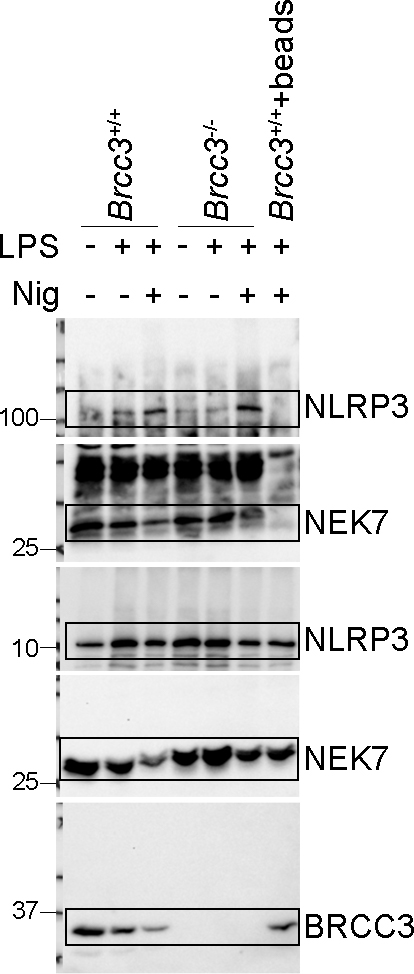 Brcc3+/+
Brcc3-/-
Brcc3+/++beads
LPS - + + - + + +
Nig - - + - - + +
100
NLRP3
NEK7
25
10
NLRP3
NEK7
25
37
BRCC3